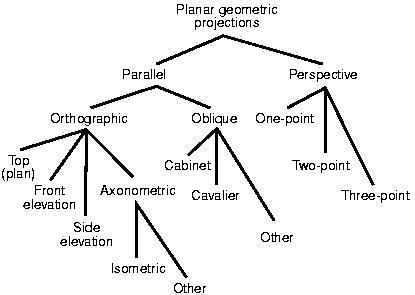 Planar geometric
projections
Parallel
Perspective
Orthographic
Oblique
One-point
Top
(plan)
Front
elevation
Side
elevation
Axonometric
Cabinet
Cavalier
Other
Two-point
Three-point
Isometric
Other